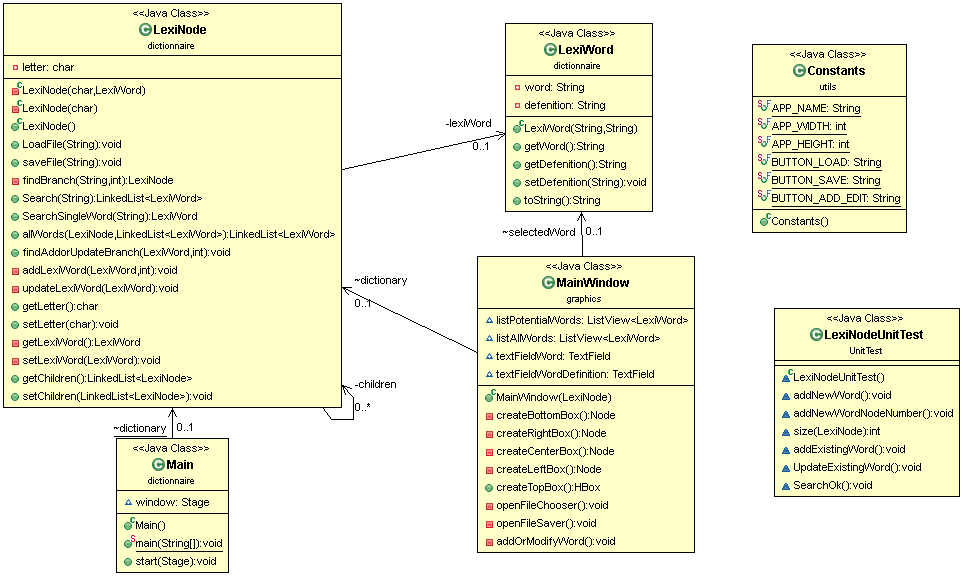 <<Java Class>>
LexiNode
dictionnaire
letter: char
LexiNode(char,LexiWord)
LexiNode(char)
LexiNode()
LoadFile(String):void
saveFile(String):void
findBranch(String,int):LexiNode
Search(String):LinkedList<LexiWord>
SearchSingleWord(String):LexiWord
allWords(LexiNode,LinkedList<LexiWord>):LinkedList<LexiWord>
findAddorUpdateBranch(LexiWord,int):void
addLexiWord(LexiWord,int):void
updateLexiWord(LexiWord):void
getLetter():char
setLetter(char):void
getLexiWord():LexiWord
setLexiWord(LexiWord):void
getChildren():LinkedList<LexiNode>
setChildren(LinkedList<LexiNode>):void
-lexiWord
0..1
<<Java Class>>
LexiWord
dictionnaire
word: String
defenition: String
LexiWord(String,String)
getWord():String
getDefenition():String
setDefenition(String):void
toString():String
<<Java Class>>
Constants
utils
APP_NAME: String
APP_WIDTH: int
APP_HEIGHT: int
BUTTON_LOAD: String
BUTTON_SAVE: String
BUTTON_ADD_EDIT: String
Constants()
~selectedWord
0..1
~dictionary
0..1
<<Java Class>>
MainWindow
graphics
listPotentialWords: ListView<LexiWord>
listAllWords: ListView<LexiWord>
textFieldWord: TextField
textFieldWordDefinition: TextField
MainWindow(LexiNode)
createBottomBox():Node
createRightBox():Node
createCenterBox():Node
createLeftBox():Node
createTopBox():HBox
openFileChooser():void
openFileSaver():void
addOrModifyWord():void
<<Java Class>>
LexiNodeUnitTest
UnitTest
LexiNodeUnitTest()
addNewWord():void
addNewWordNodeNumber():void
size(LexiNode):int
addExistingWord():void
UpdateExistingWord():void
SearchOk():void
-children
0..*
~dictionary
0..1
<<Java Class>>
Main
dictionnaire
window: Stage
Main()
main(String[]):void
start(Stage):void